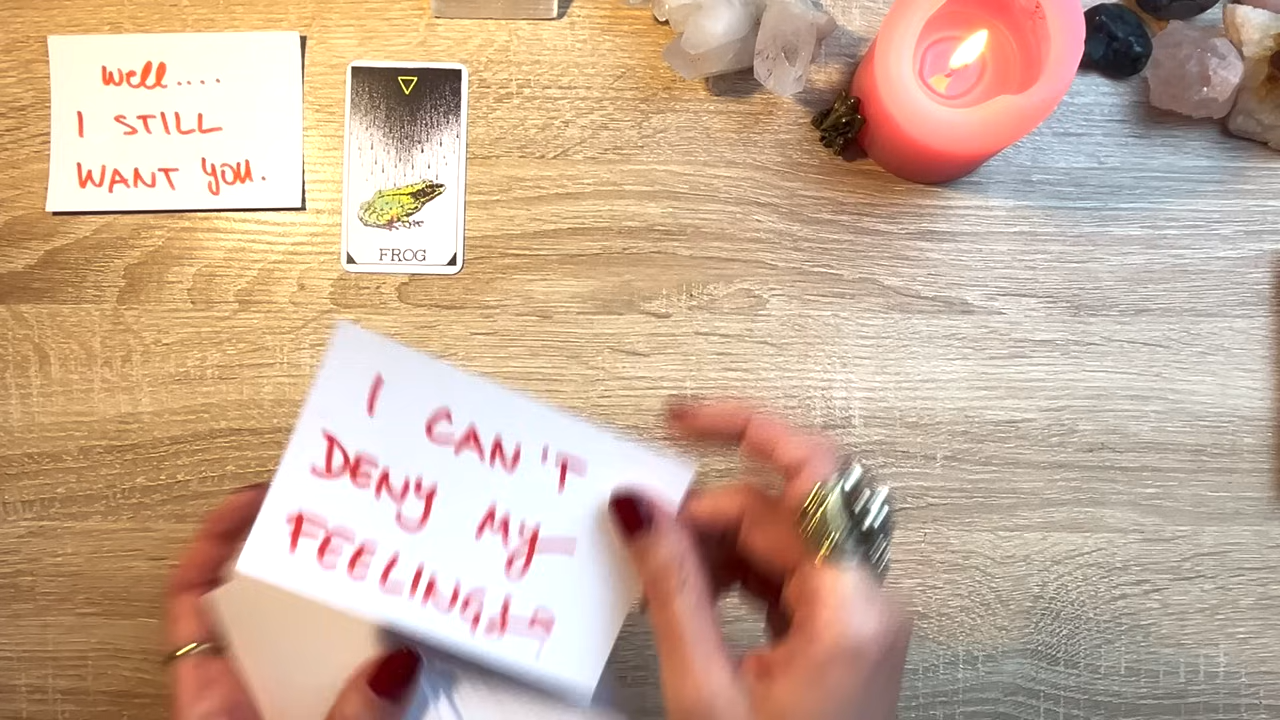 Well....
I STILL
WANT YOU.
FROG
I CAN'T
DENY MY
FEELINGS